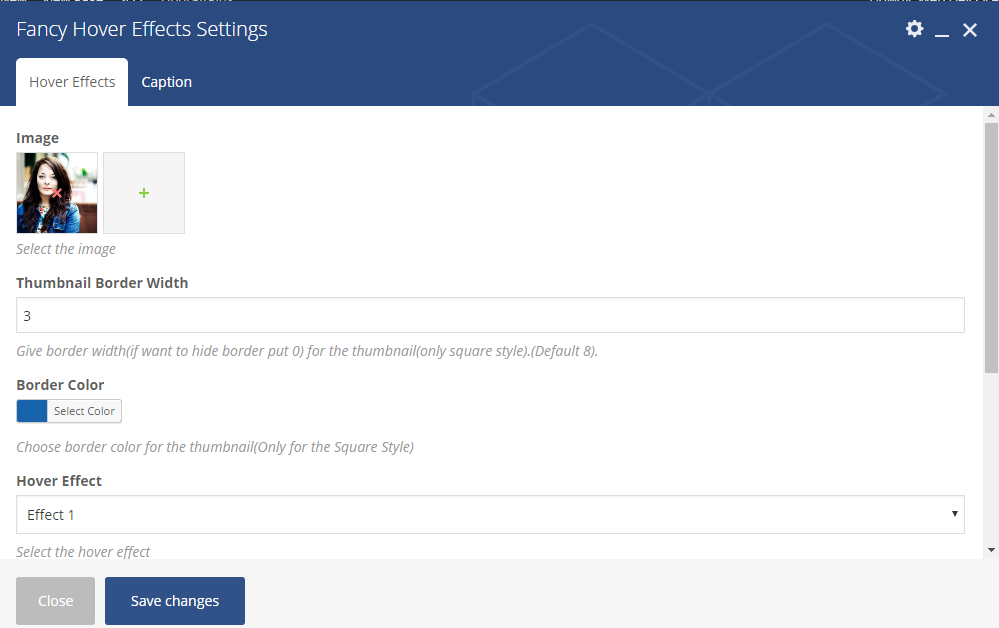 Fancy Hover Effects Settings
Hover Effects
Caption
Image
Select the image
Thumbnail Border Width
3
Give border width(if want to hide border put 0) for the thumbnail(only square style).(Default 8).
Border Color
Select Color
Choose border color for the thumbnail(Only for the Square Style)
Hover Effect
Effect 1
Select the hover effect
Close
Save changes